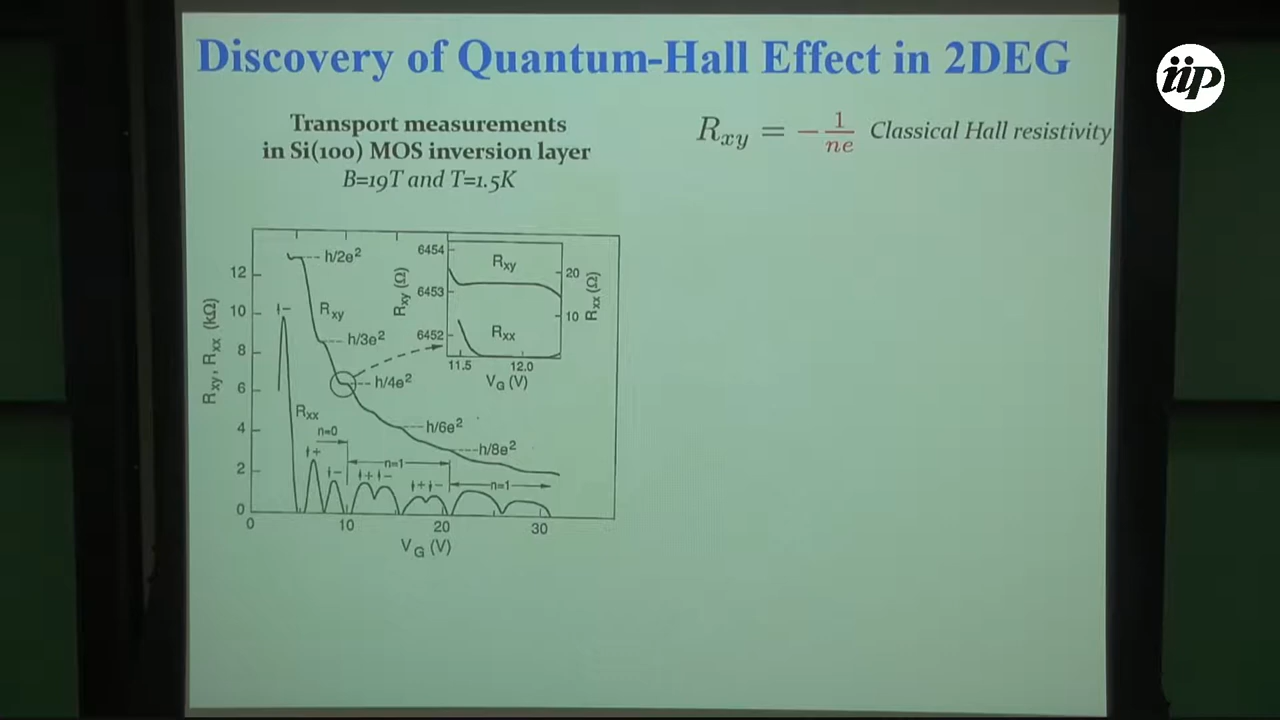 Discovery of Quantum-Hall Effect in 2DEG
iip
Transport measurements
in Si(100) MOS inversion layer
B=19T and T=1.5K
R_xy = - 1/ne Classical Hall resistivity
R_xy, R_xx (kΩ)
12
10
8
6
4
2
0
0
10
20
30
V_G (V)
h/2e²
R_xy
h/3e²
h/4e²
h/6e²
h/8e²
R_xx
n=0
n=1
n=1
6454
6453
6452
R_xy (Ω)
R_xy
R_xx
20
10
R_xx (Ω)
11.5
12.0
V_G (V)